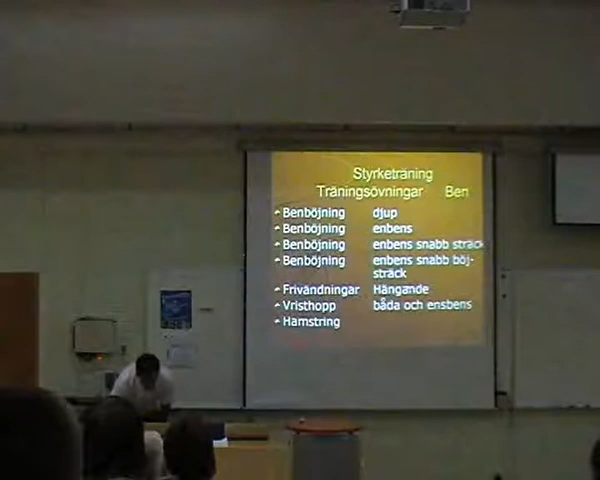 Styrketräning
Träningsövningar Ben
Benböjning djup
Benböjning enbens
Benböjning enbens snabb sträck
Benböjning enbens snabb böj-
sträck
Frivändningar Hängande
Vristhopp båda och ensbens
Hamstring